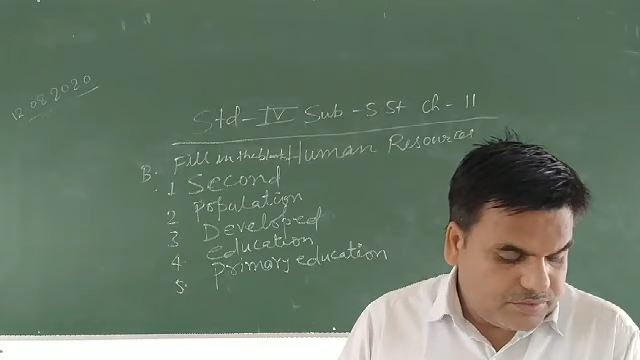 12.08.2020
Std-IV Sub-S St Ch-11
Human Resources
B. Fill in the blank
1 Second
2 Population
3 Developed
4 education
5. Primary education